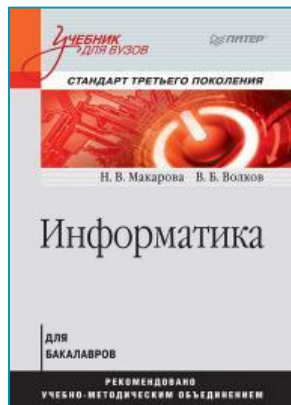 УЧЕБНИК
ДЛЯ ВУЗОВ
ПИТЕР®
СТАНДАРТ ТРЕТЬЕГО ПОКОЛЕНИЯ
Н. В. Макарова В. Б. Волков
Информатика
ДЛЯ
БАКАЛАВРОВ
РЕКОМЕНДОВАНО
УЧЕБНО-МЕТОДИЧЕСКИМ ОБЪЕДИНЕНИЕМ